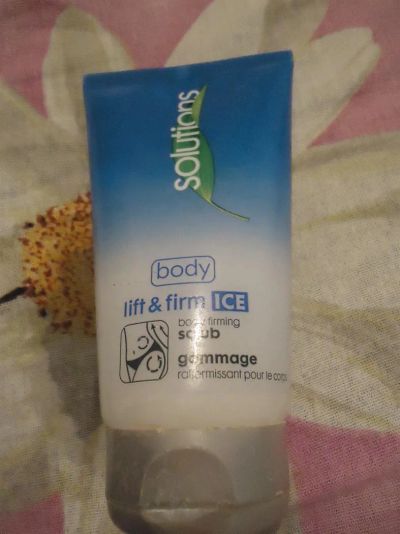 solutions
body
lift & firm ICE
body firming
scrub
gommage
raffermissant pour le corps